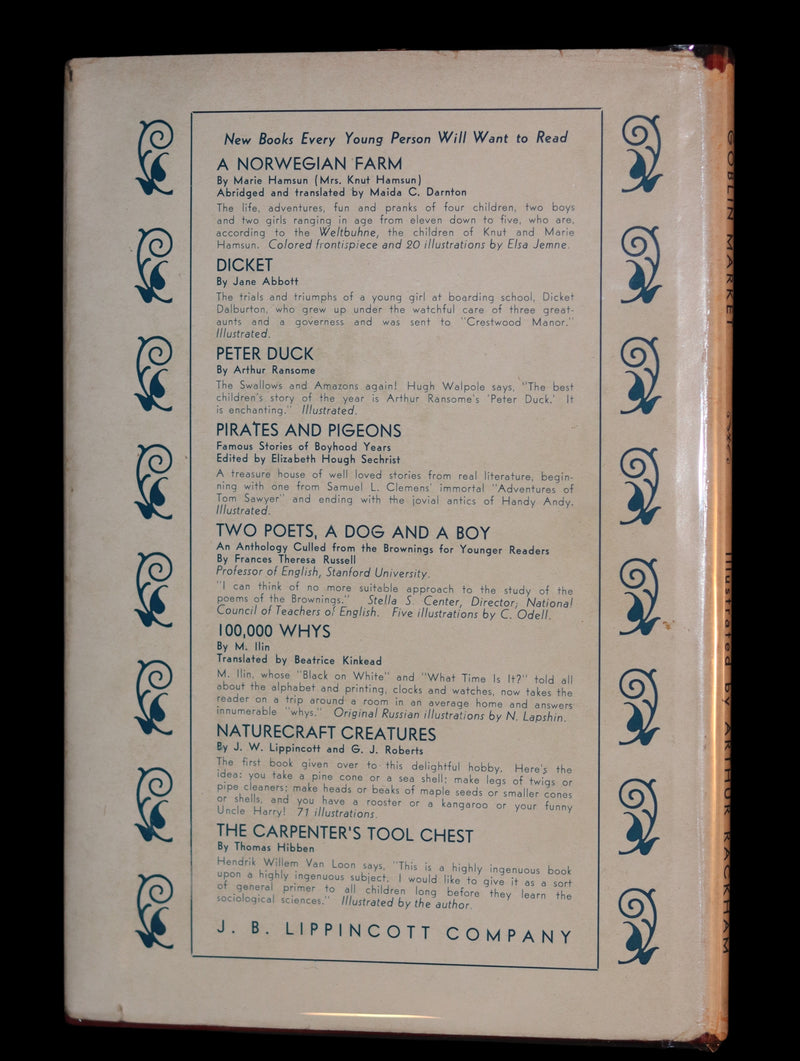 New Books Every Young Person Will Want to Read
A NORWEGIAN FARM
By Marie Hamsun (Mrs. Knut Hamsun)
Abridged and translated by Maida C. Darnton
The life, adventures, fun and pranks of four children, two boys
and two girls ranging in age from eleven down to five, who are,
according to the Weltbuhne, the children of Knut and Marie
Hamsun. Colored frontispiece and 20 illustrations by Elsa Jemne.
DICKET
By Jane Abbott
The trials and triumphs of a young girl at boarding school, Dicket
Dalburton, who grew up under the watchful care of three great-
aunts and a governess and was sent to "Crestwood Manor."
Illustrated.
PETER DUCK
By Arthur Ransome
The Swallows and Amazons again! Hugh Walpole says, "The best
children's story of the year is Arthur Ransome's 'Peter Duck.' It
is enchanting." Illustrated.
PIRATES AND PIGEONS
Famous Stories of Boyhood Years
Edited by Elizabeth Hough Sechrist
A treasure house of well loved stories from real literature, begin-
ning with one from Samuel L. Clemens' immortal "Adventures of
Tom Sawyer" and ending with the jovial antics of Handy Andy.
Illustrated.
TWO POETS, A DOG AND A BOY
An Anthology Culled from the Brownings for Younger Readers
By Frances Theresa Russell
Professor of English, Stanford University.
"I can think of no more suitable approach to the study of the
poems of the Brownings." Stella S. Center, Director; National
Council of Teachers of English. Five illustrations by C. Odell.
100,000 WHYS
By M. Ilin
Translated by Beatrice Kinkead
M. Ilin, whose "Black on White" and "What Time Is It?" told all
about the alphabet and printing, clocks and watches, now takes the
reader on a trip around a room in an average home and answers
innumerable "whys." Original Russian illustrations by N. Lapshin.
NATURECRAFT CREATURES
By J. W. Lippincott and G. J. Roberts
The first book given over to this delightful hobby. Here's the
idea: you take a pine cone or a sea shell; make legs of twigs or
pipe cleaners; make heads or beaks of maple seeds or smaller cones
or shells, and you have a rooster or a kangaroo or your funny
Uncle Harry! 71 illustrations.
THE CARPENTER'S TOOL CHEST
By Thomas Hibben
Hendrik Willem Van Loon says, "This is a highly ingenuous book
upon a highly ingenuous subject. I would like to give it as a sort
of general primer to all children long before they learn the
sociological sciences." Illustrated by the author.
J. B. LIPPINCOTT COMPANY
GOBLIN MARKET
Illustrated by ARTHUR RACKHAM